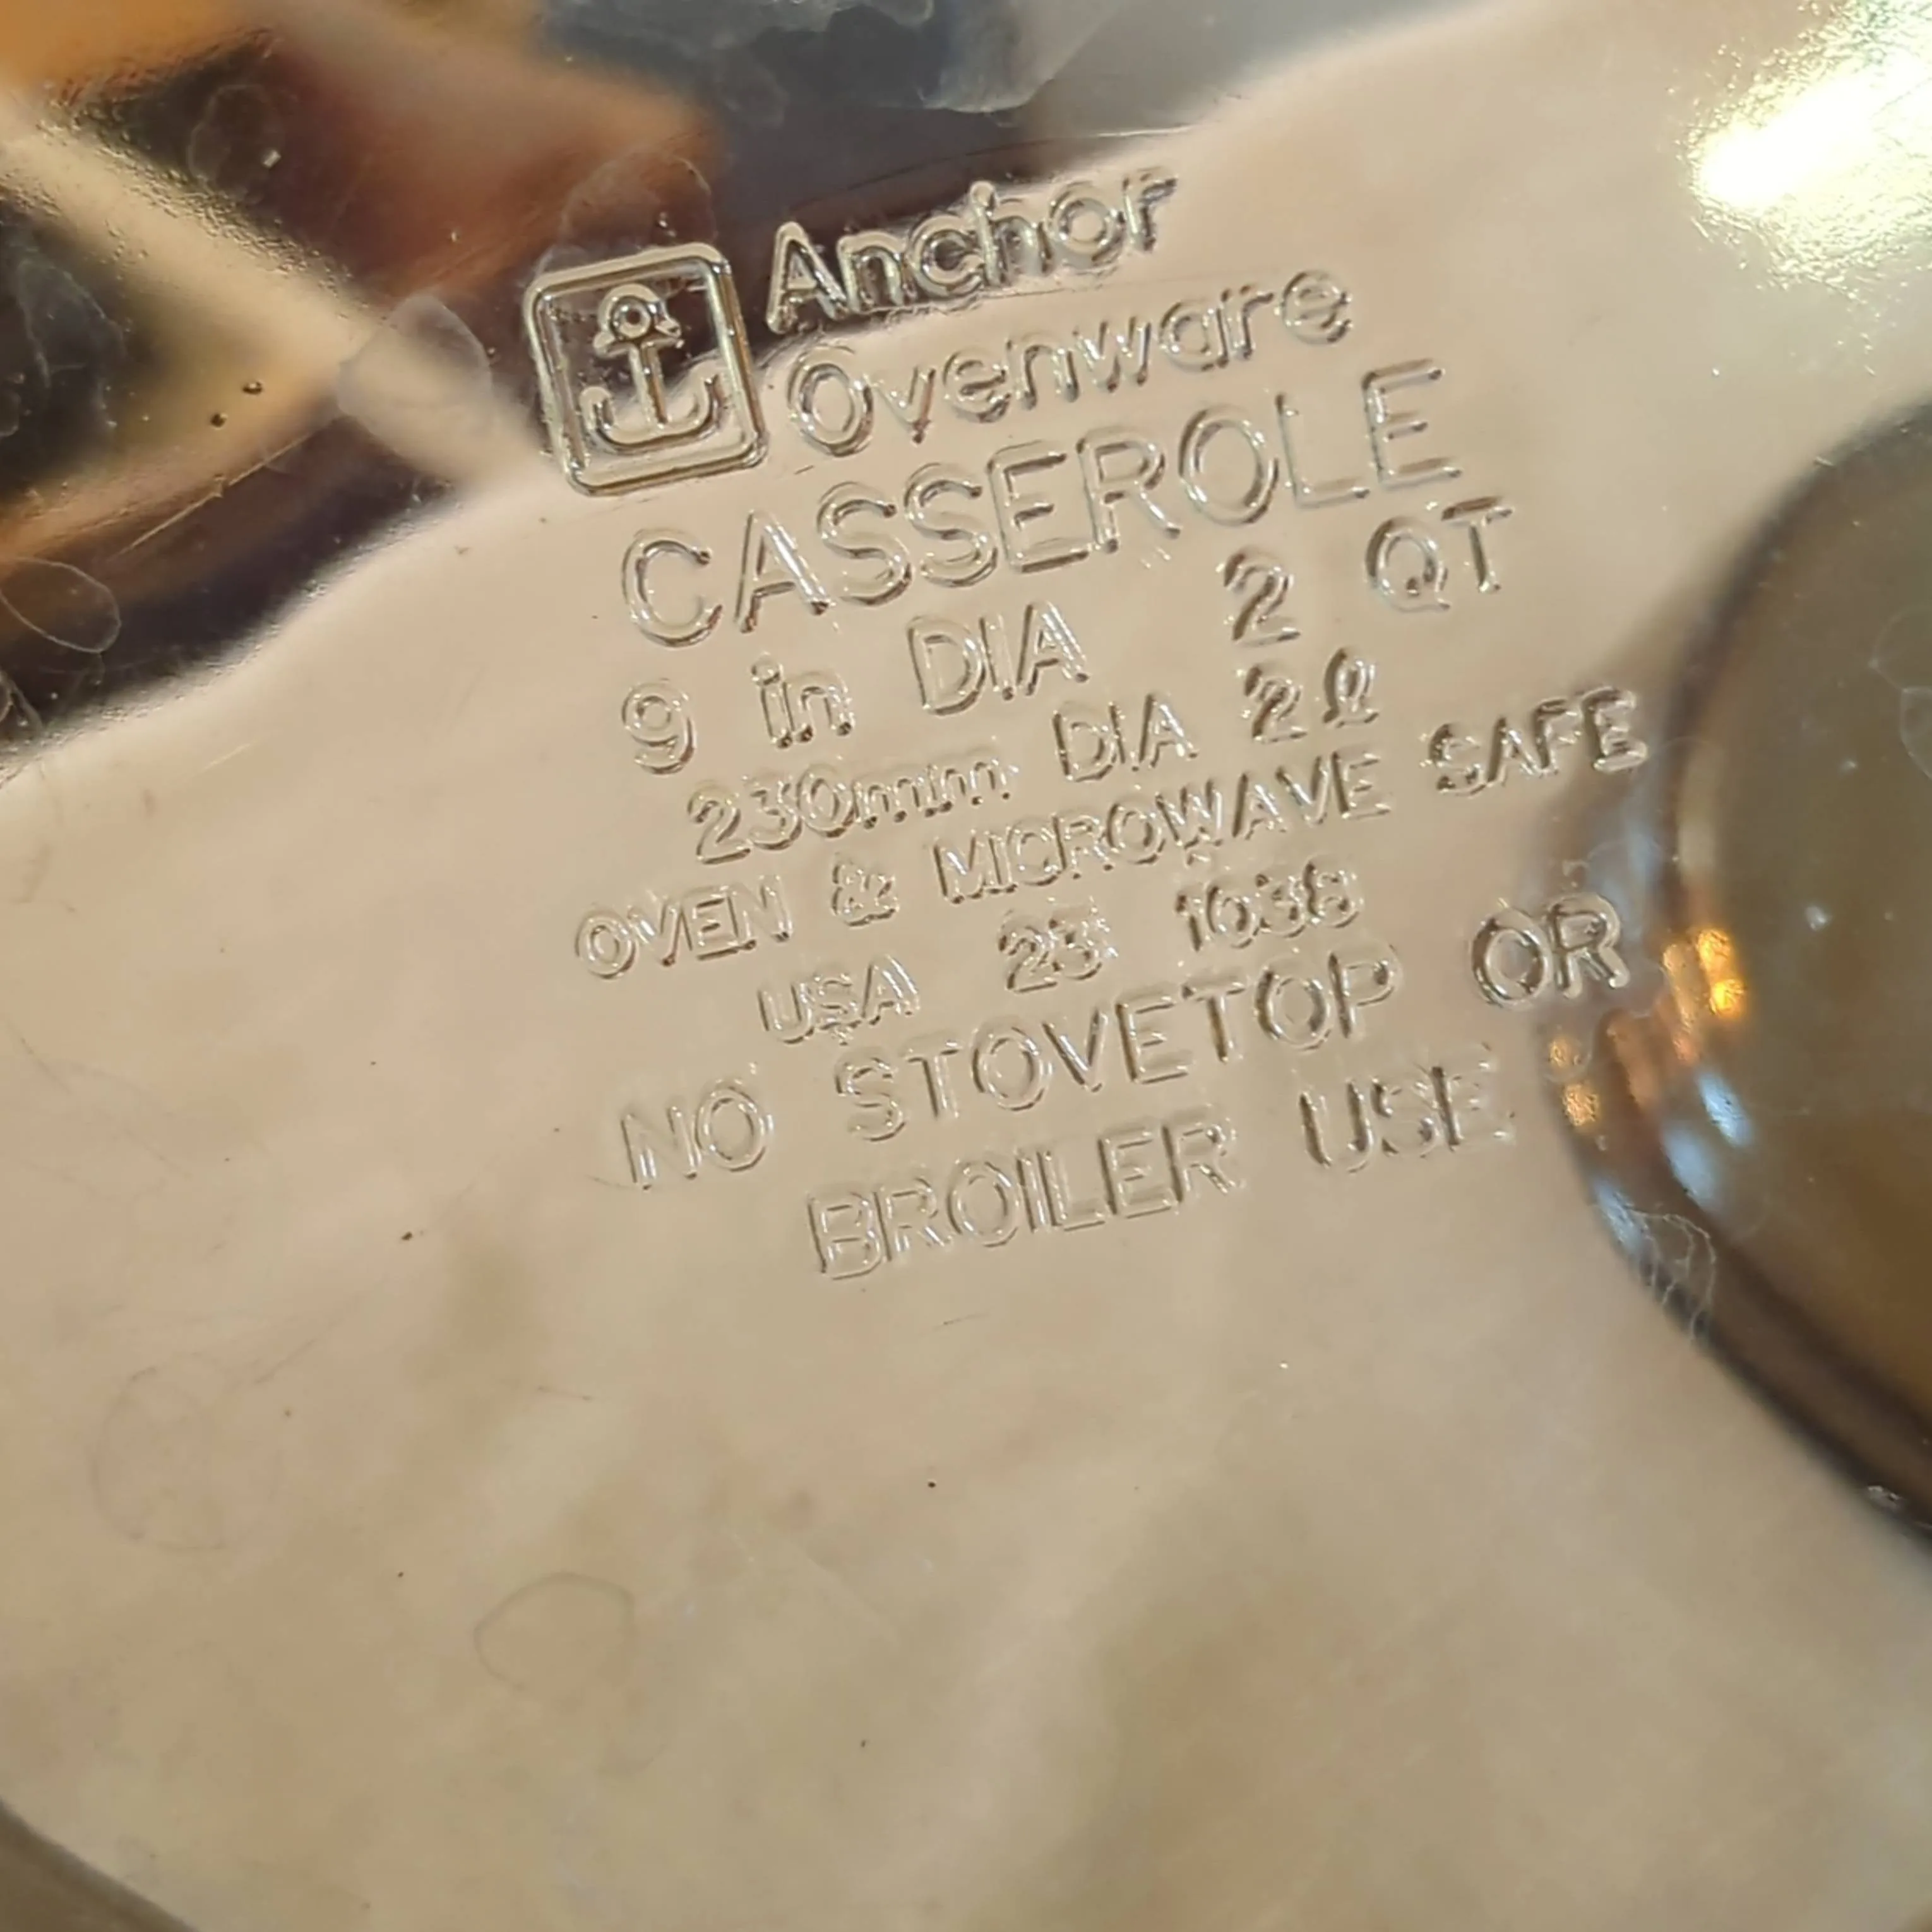 Anchor
Ovenware
CASSEROLE
9 in DIA 2 QT
230mm DIA 2ℓ
OVEN & MICROWAVE SAFE
USA 23 1038
NO STOVETOP OR
BROILER USE